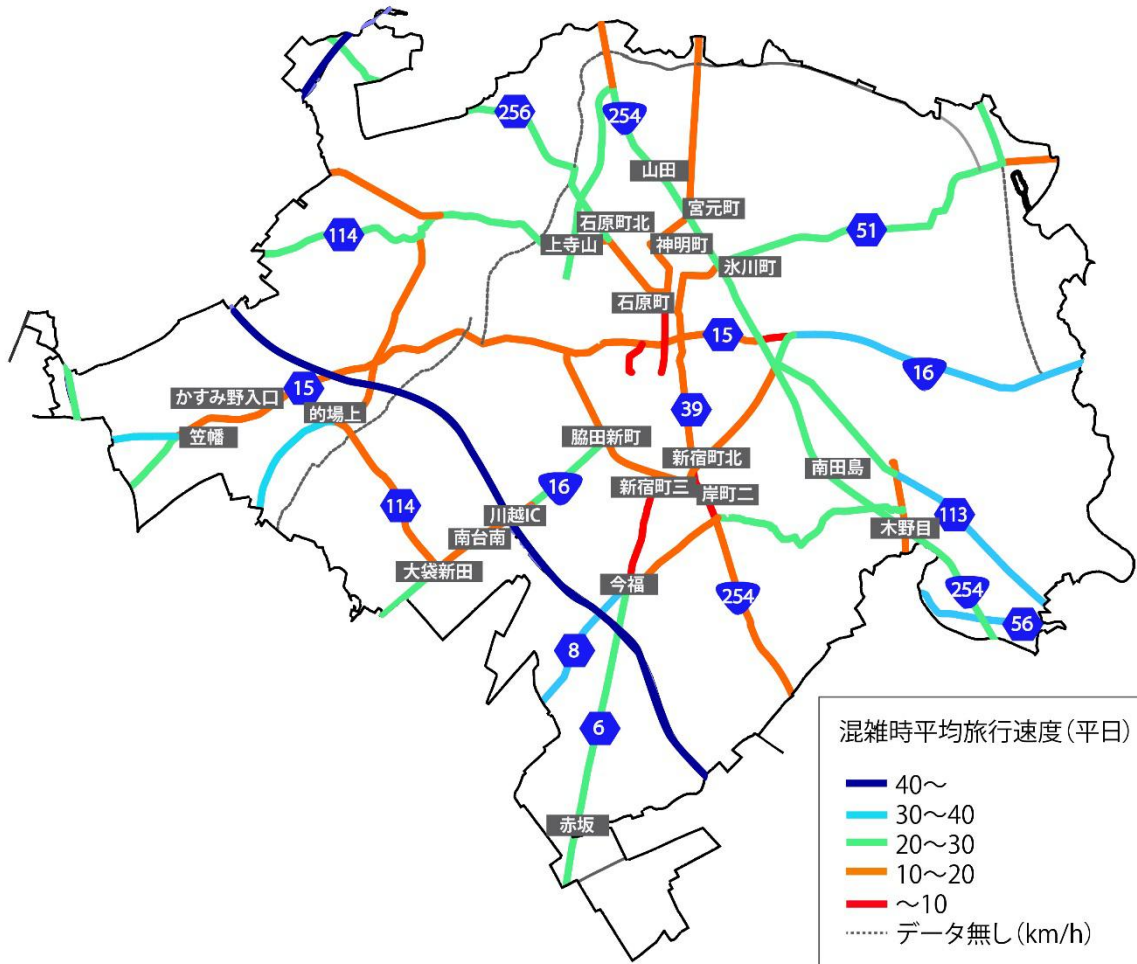 256
254
山田
宮元町
石原町北
114
上寺山
神明町
51
氷川町
石原町
15
16
かすみ野入口
15
的場上
39
笠幡
脇田新町
新宿町北
南田島
16
新宿町三
岸町二
114
川越IC
113
南台南
木野目
大袋新田
今福
254
254
56
8
6
赤坂
混雑時平均旅行速度(平日)
40～
30～40
20～30
10～20
～10
データ無し(km/h)